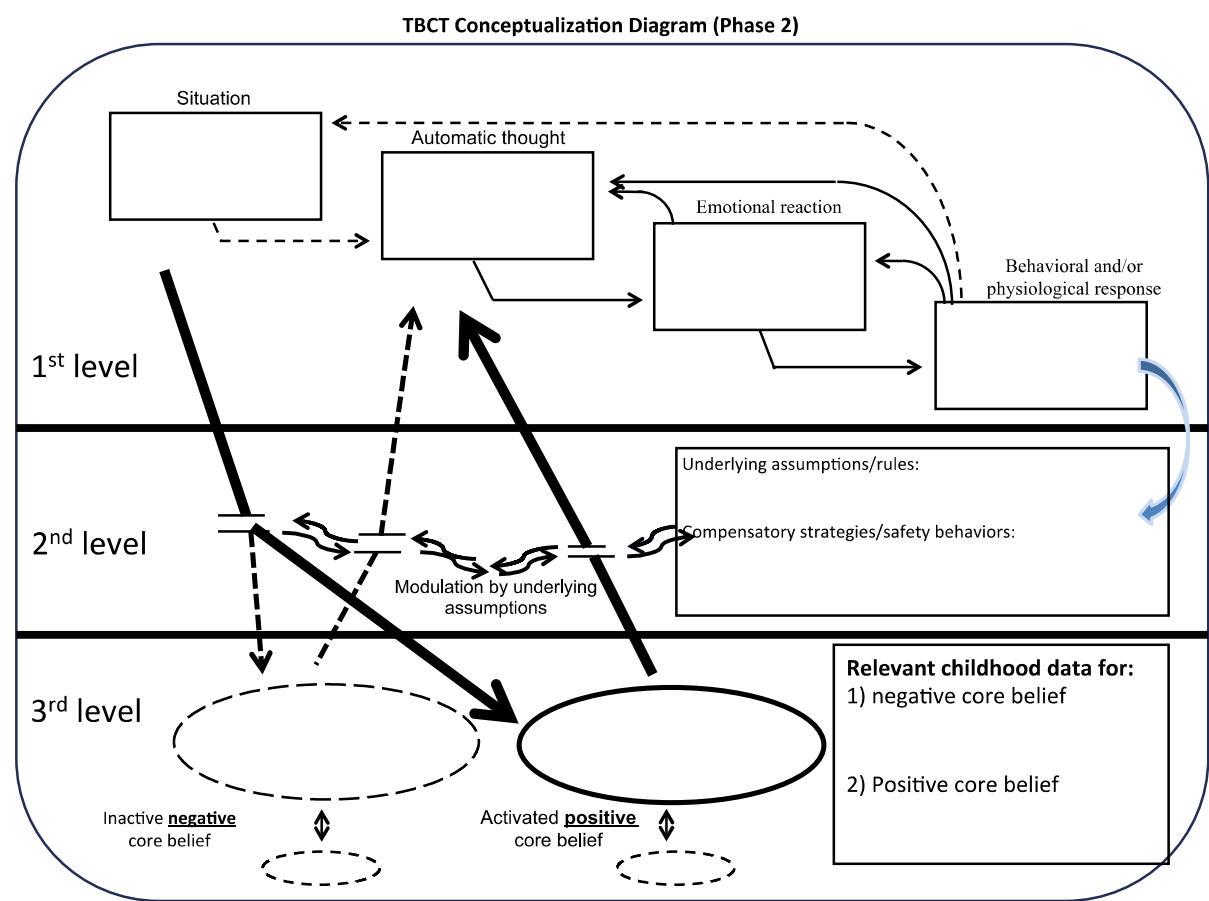 TBCT Conceptualization Diagram (Phase 2)
Situation
Automatic thought
Emotional reaction
Behavioral and/or
physiological response
1st level
Underlying assumptions/rules:
2nd level
Compensatory strategies/safety behaviors:
Modulation by underlying
assumptions
3rd level
Relevant childhood data for:
1) negative core belief
2) Positive core belief
Inactive negative
core belief
Activated positive
core belief